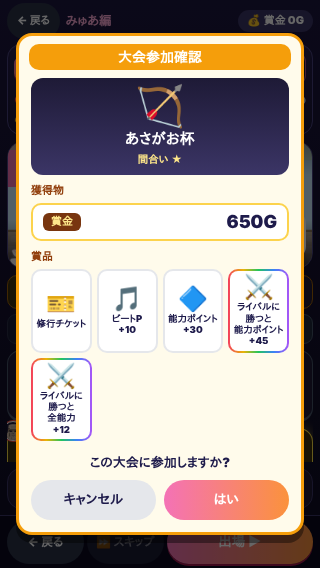 ← 戻る
みゅあ編
賞金 0G
大会参加確認
あさがお杯
間合い ★
獲得物
賞金
650G
賞品
修行チケット
ビートP
+10
能力ポイント
+30
ライバルに
勝つと
能力ポイント
+45
ライバルに
勝つと
全能力
+12
この大会に参加しますか?
キャンセル
はい
← 戻る
スキップ
出場 ▶